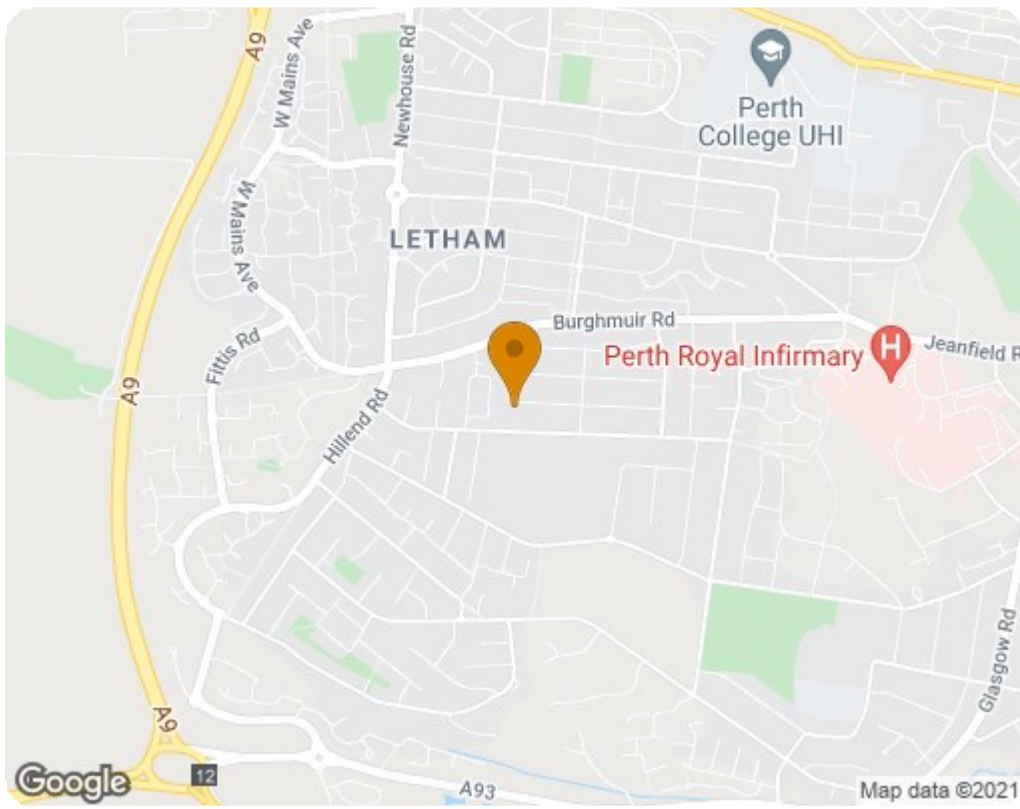 A9
W Mains Ave
Newhouse Rd
Perth
College UHI
W Mains Ave
LETHAM
Burghmuir Rd
Fittis Rd
Perth Royal Infirmary
H
Jeanfield R
A9
Hillend Rd
Glasgow Rd
A9
12
A93
Google
Map data ©2021